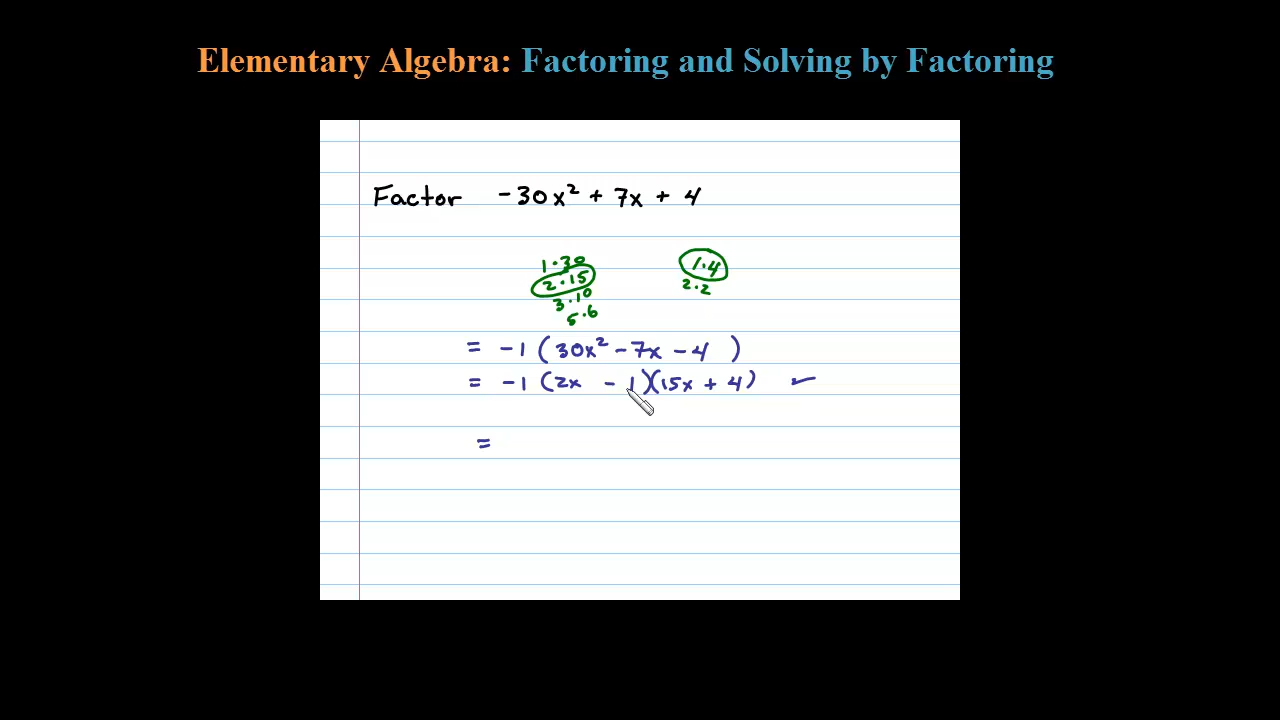 Elementary Algebra: Factoring and Solving by Factoring
Factor -30x² + 7x + 4
1·30
2·15
3·10
5·6
1·4
2·2
= -1 ( 30x² - 7x - 4 )
= -1 (2x - 1)(15x + 4) ✓
=